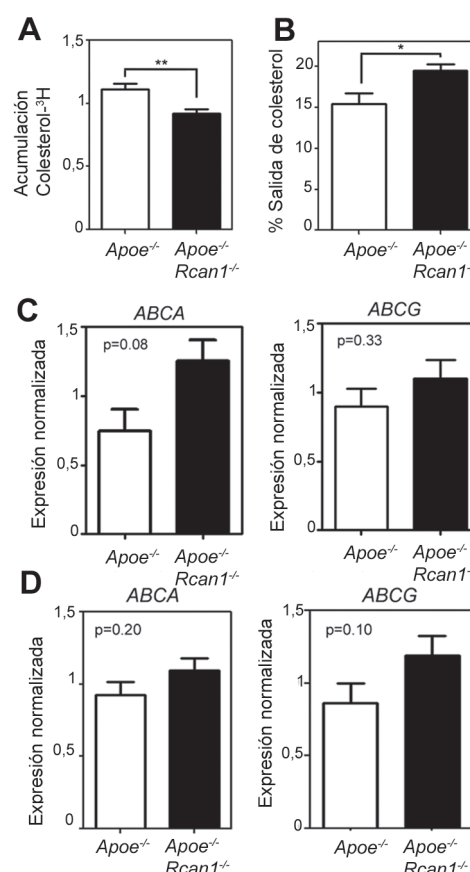 A
Acumulación
Colesterol-³H
1,5
1
0,5
0
**
Apoe-/-
Apoe-/-
Rcan1-/-
B
% Salida de colesterol
20
15
10
5
0
*
Apoe-/-
Apoe-/-
Rcan1-/-
C
ABCA
Expresión normalizada
1,5
1
0,5
0
p=0.08
Apoe-/-
Apoe-/-
Rcan1-/-
ABCG
Expresión normalizada
1,5
1
0,5
0
p=0.33
Apoe-/-
Apoe-/-
Rcan1-/-
D
ABCA
Expresión normalizada
1,5
1
0,5
0
p=0.20
Apoe-/-
Apoe-/-
Rcan1-/-
ABCG
Expresión normalizada
1,5
1
0,5
0
p=0.10
Apoe-/-
Apoe-/-
Rcan1-/-